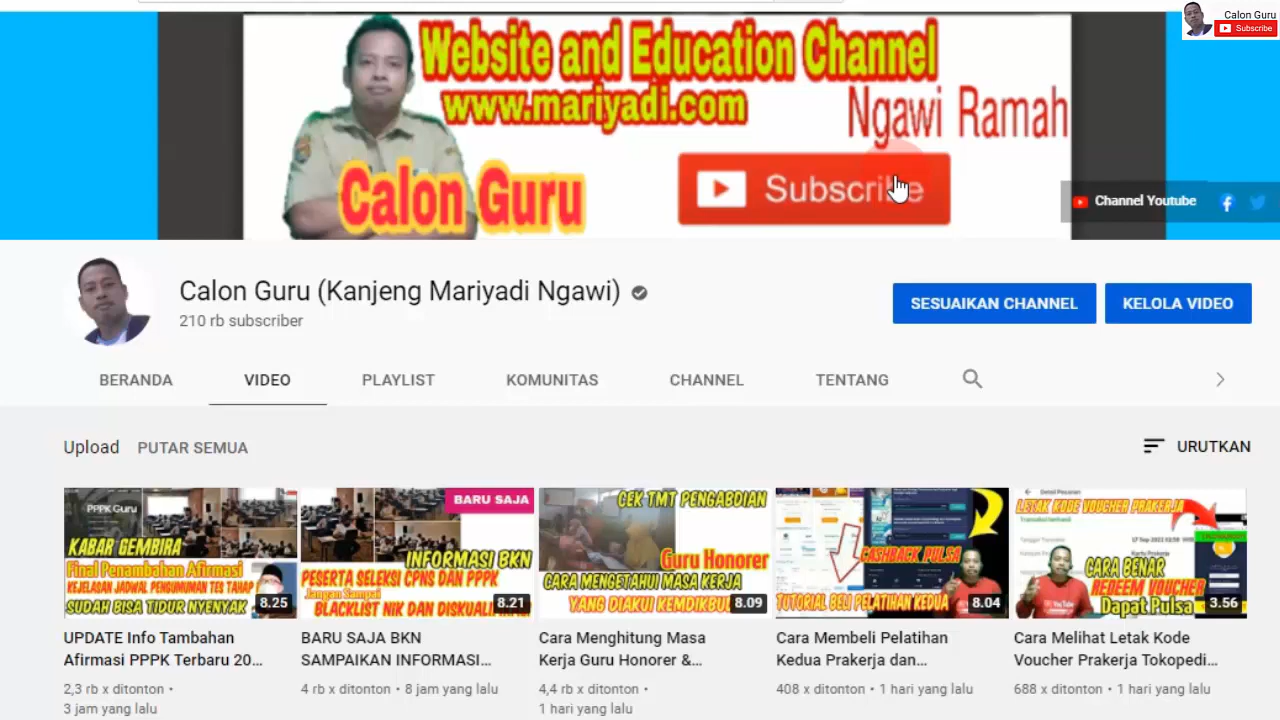 Calon Guru
Subscribe
Website and Education Channel
www.mariyadi.com
Ngawi Ramah
Calon Guru
Subscribe
Channel Youtube
Calon Guru (Kanjeng Mariyadi Ngawi)
210 rb subscriber
SESUAIKAN CHANNEL
KELOLA VIDEO
BERANDA
VIDEO
PLAYLIST
KOMUNITAS
CHANNEL
TENTANG
Upload
PUTAR SEMUA
URUTKAN
PPPK Guru
KABAR GEMBIRA
Final Penambahan Afirmasi
KEJELASAN JADWAL PENGUMUMAN TES TAHAP
SUDAH BISA TIDUR NYENYAK
8.25
UPDATE Info Tambahan
Afirmasi PPPK Terbaru 20...
2,3 rb x ditonton •
3 jam yang lalu
BARU SAJA
INFORMASI BKN
PESERTA SELEKSI CPNS DAN PPPK
Jangan Sampai
BLACKLIST NIK DAN
8.21
BARU SAJA BKN
SAMPAIKAN INFORMASI...
4 rb x ditonton • 8 jam yang lalu
CEK TMT PENGABDIAN
Guru Honorer
CARA MENGETAHUI MASA KERJA
YANG DIAKUI KEMDIKBU
8.09
Cara Menghitung Masa
Kerja Guru Honorer &...
4,4 rb x ditonton •
1 hari yang lalu
CASHBACK PULSA
TUTORIAL BELI PELATIHAN KEDUA
8.04
Cara Membeli Pelatihan
Kedua Prakerja dan...
408 x ditonton • 1 hari yang lalu
Detail Pesanan
LETAK KODE VOUCHER PRAKERJA
CARA BENAR
REDEEM VOUCHER
Dapat Pulsa
3.56
Cara Melihat Letak Kode
Voucher Prakerja Tokopedi...
688 x ditonton • 1 hari yang lalu